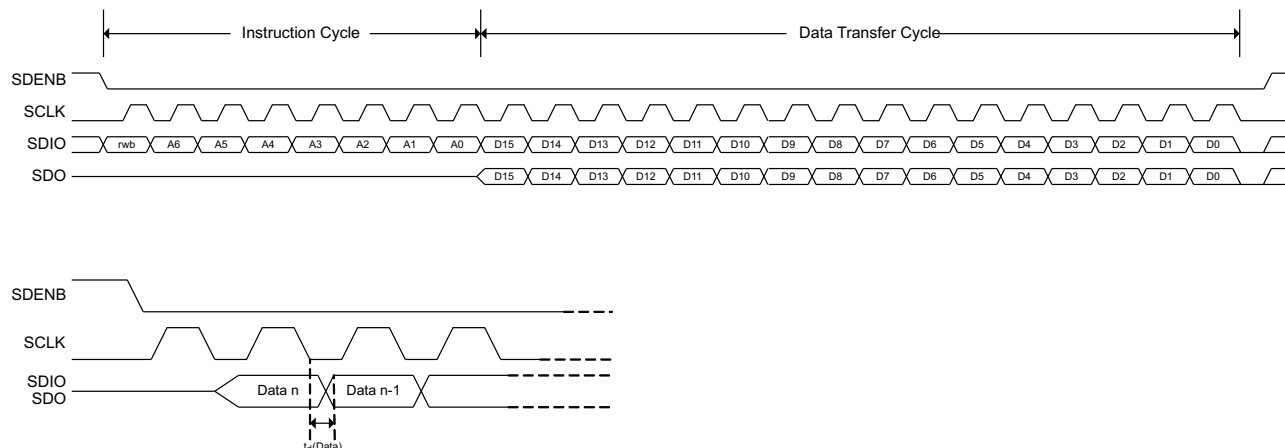 Instruction Cycle Data Transfer Cycle
SDENB
SCLK
SDIO rwb A6 A5 A4 A3 A2 A1 A0 D15 D14 D13 D12 D11 D10 D9 D8 D7 D6 D5 D4 D3 D2 D1 D0
SDO D15 D14 D13 D12 D11 D10 D9 D8 D7 D6 D5 D4 D3 D2 D1 D0
SDENB
SCLK
SDIO
SDO
Data n Data n-1
td(Data)